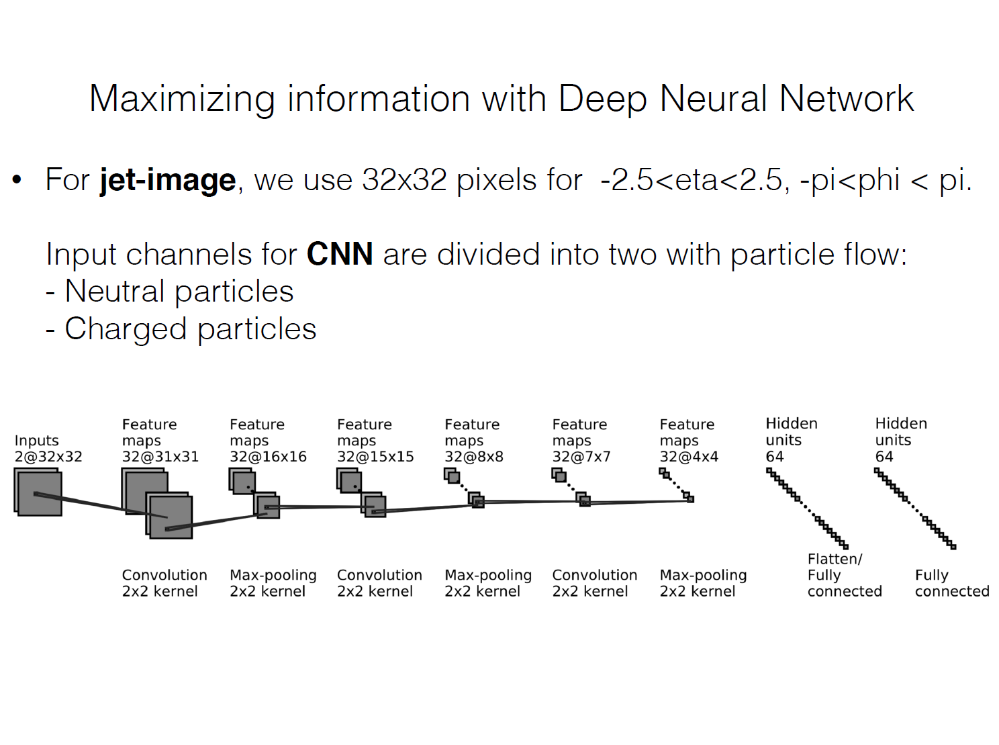 Maximizing information with Deep Neural Network
• For jet-image, we use 32x32 pixels for -2.5<eta<2.5, -pi<phi < pi.
Input channels for CNN are divided into two with particle flow:
- Neutral particles
- Charged particles
Inputs
2@32x32
Feature
maps
32@31x31
Feature
maps
32@16x16
Feature
maps
32@15x15
Feature
maps
32@8x8
Feature
maps
32@7x7
Feature
maps
32@4x4
Hidden
units
64
Hidden
units
64
Convolution
2x2 kernel
Max-pooling
2x2 kernel
Convolution
2x2 kernel
Max-pooling
2x2 kernel
Convolution
2x2 kernel
Max-pooling
2x2 kernel
Flatten/
Fully
connected
Fully
connected